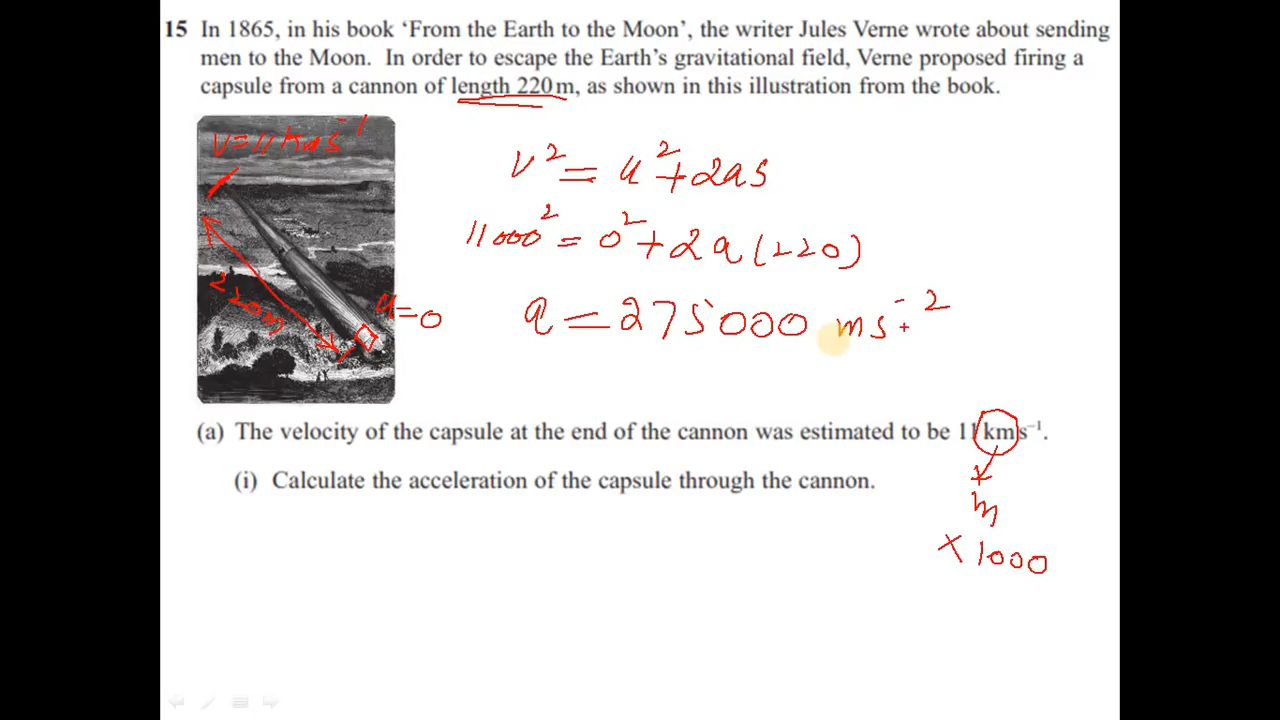 15 In 1865, in his book ‘From the Earth to the Moon’, the writer Jules Verne wrote about sending
men to the Moon. In order to escape the Earth’s gravitational field, Verne proposed firing a
capsule from a cannon of length 220 m, as shown in this illustration from the book.
v = 11 kms⁻¹
220m
u = 0
v² = u² + 2as
11000² = 0² + 2a (220)
a = 275000 ms⁻²
(a) The velocity of the capsule at the end of the cannon was estimated to be 11 km s⁻¹.
(i) Calculate the acceleration of the capsule through the cannon.
m
× 1000